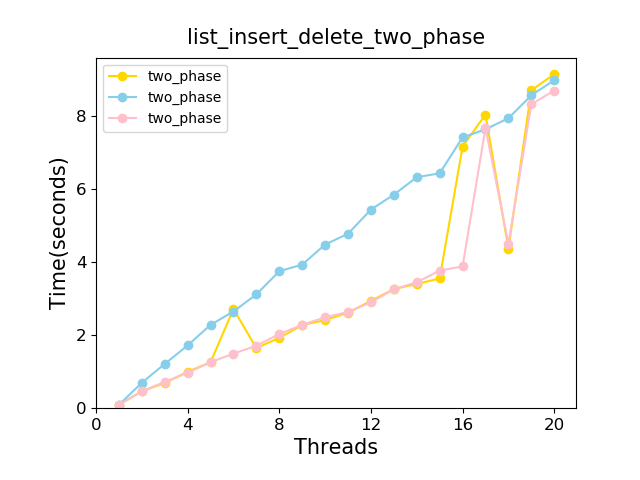 list_insert_delete_two_phase
two_phase
two_phase
two_phase
Time(seconds)
8
6
4
2
0
0 4 8 12 16 20
Threads